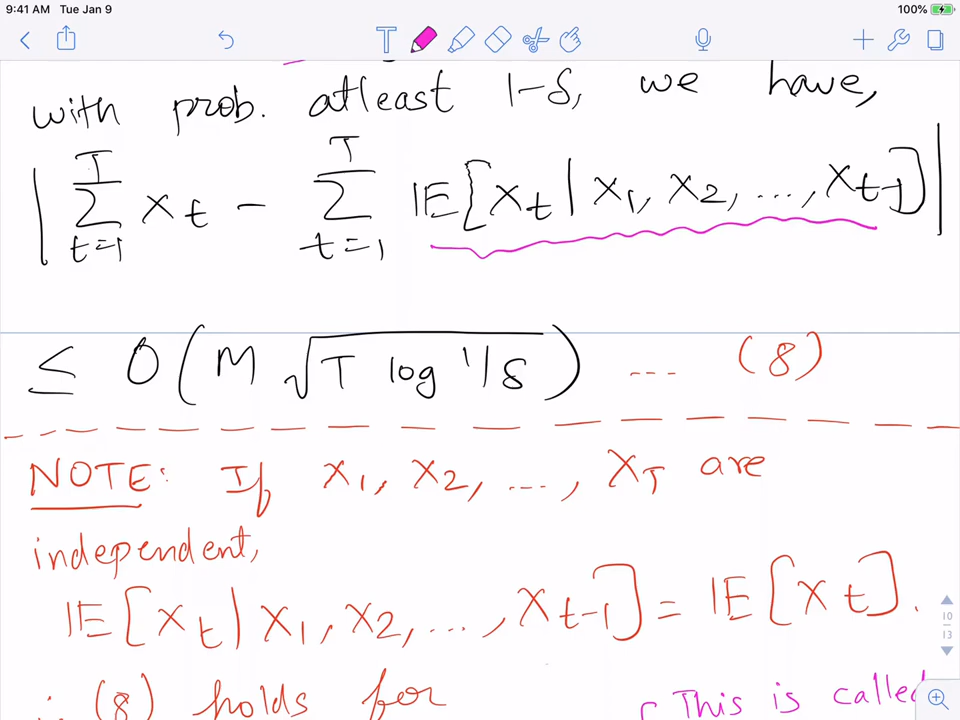 9:41 AM Tue Jan 9
100%
T
with prob. atleast 1-δ, we have,
| ∑_{t=1}^{T} X_t - ∑_{t=1}^{T} 𝔼[X_t | X_1, X_2, ..., X_{t-1}] |
≤ O(M √(T log 1/δ)) ... (8)
NOTE: If X_1, X_2, ..., X_T are
independent,
𝔼[X_t | X_1, X_2, ..., X_{t-1}] = 𝔼[X_t].
10
13
(8) holds for
This is called